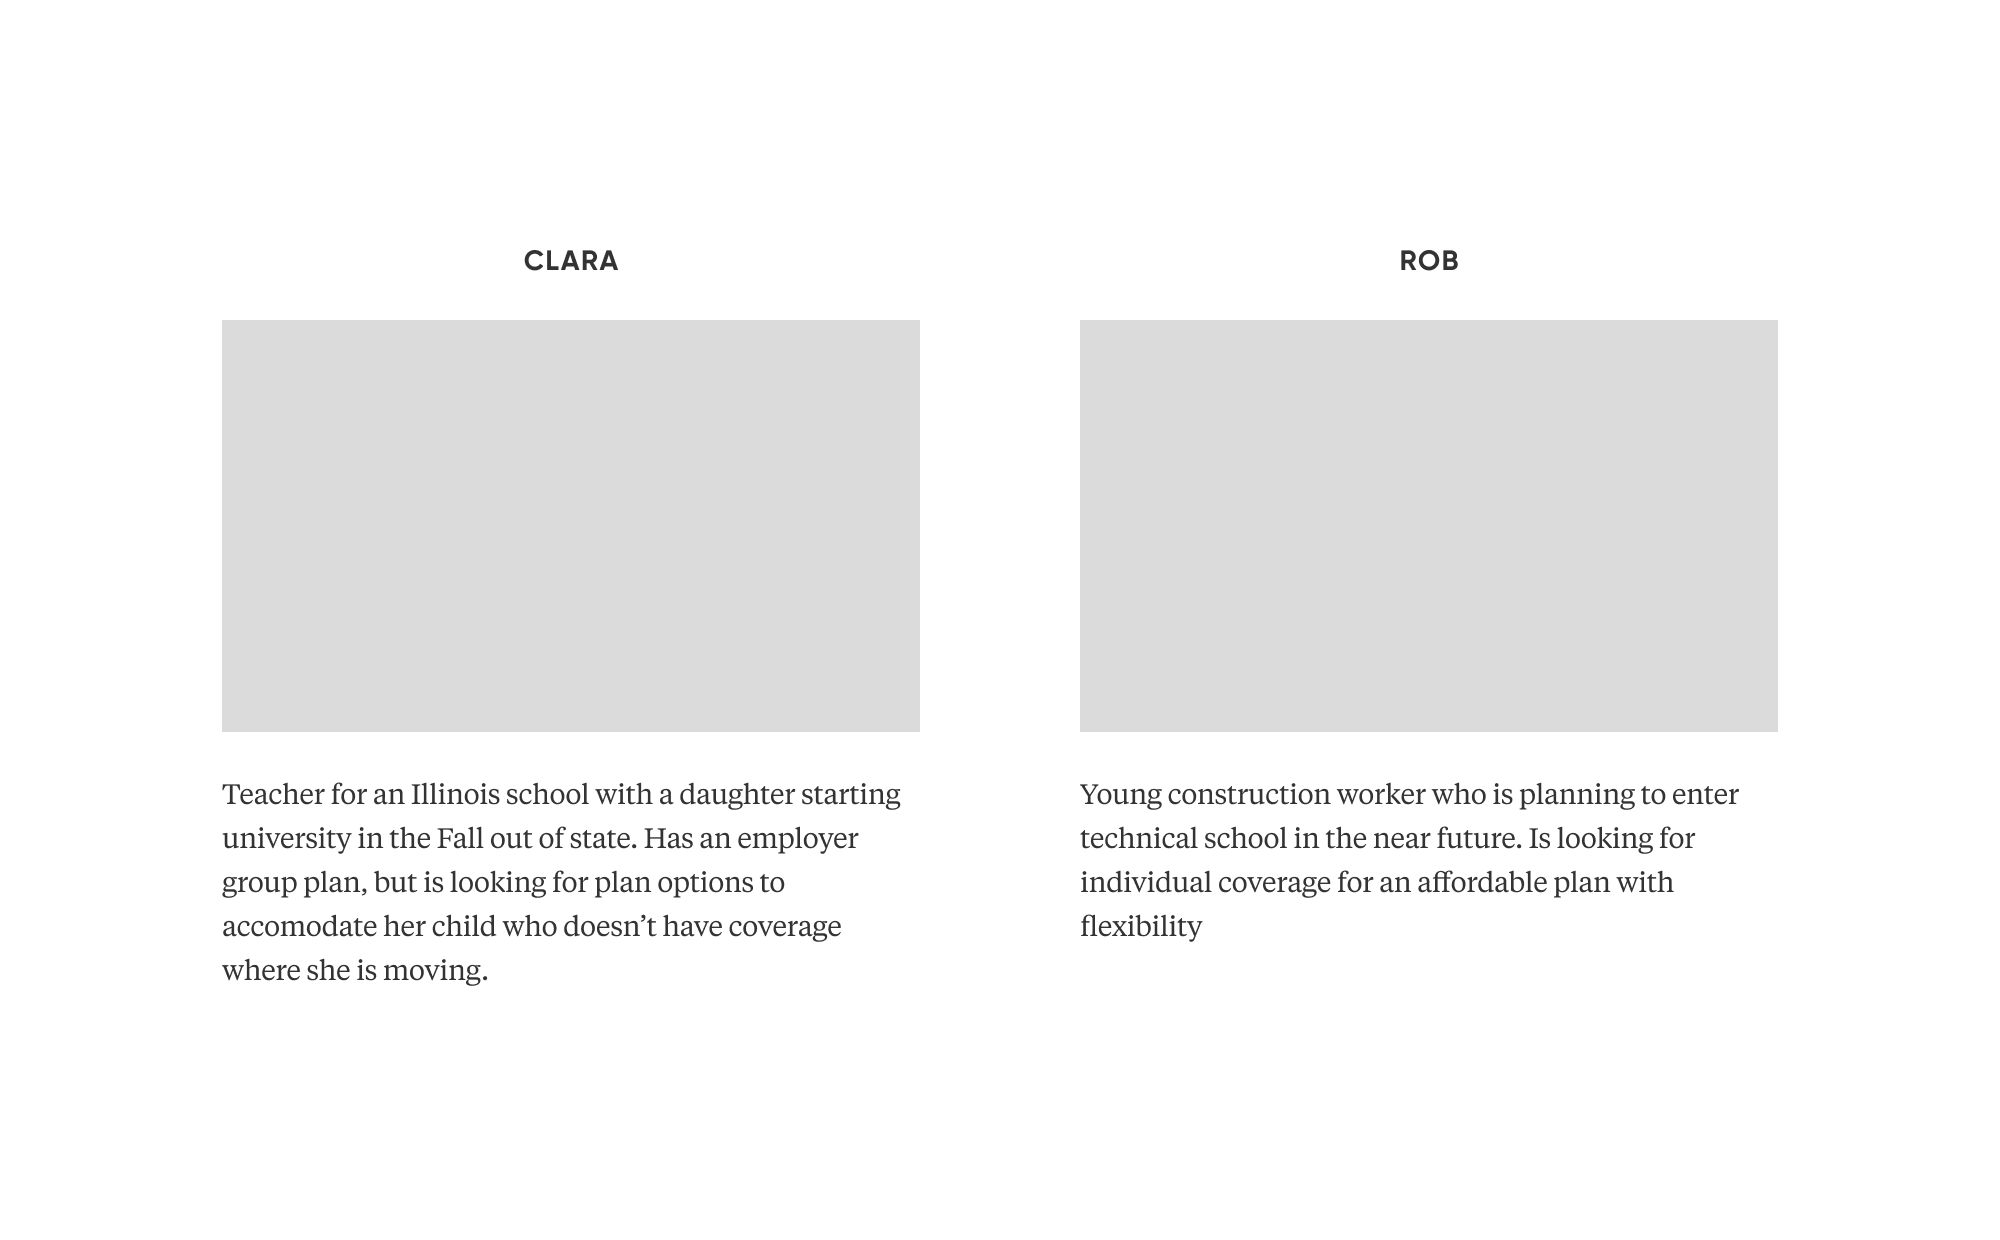 CLARA
Teacher for an Illinois school with a daughter starting
university in the Fall out of state. Has an employer
group plan, but is looking for plan options to
accomodate her child who doesn’t have coverage
where she is moving.
ROB
Young construction worker who is planning to enter
technical school in the near future. Is looking for
individual coverage for an affordable plan with
flexibility